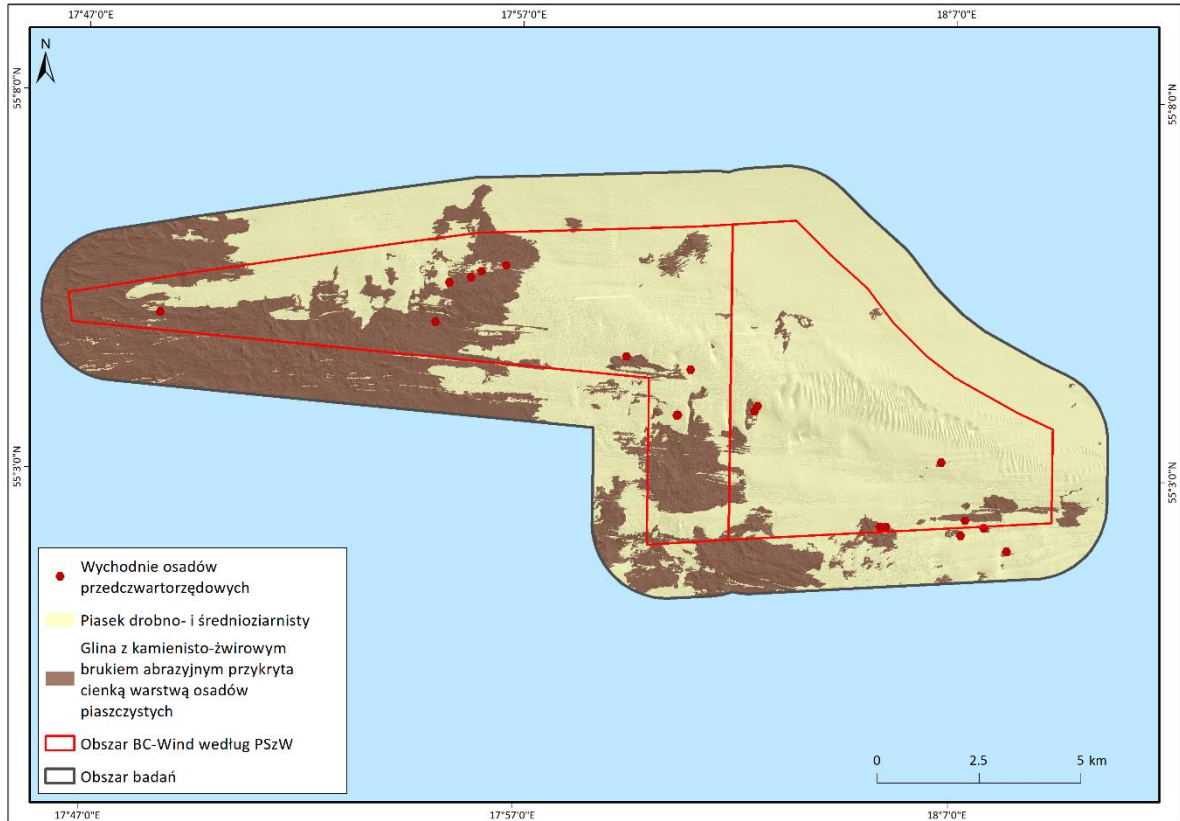 17°47'0"E 17°57'0"E 18°7'0"E
N
55°8'0"N 55°8'0"N
55°3'0"N 55°3'0"N
Wychodnie osadów
przedczwartorzędowych
Piasek drobno- i średnioziarnisty
Glina z kamienisto-żwirowym
brukiem abrazyjnym przykryta
cienką warstwą osadów
piaszczystych
Obszar BC-Wind według PSzW
Obszar badań
0 2.5 5 km
17°47'0"E 17°57'0"E 18°7'0"E